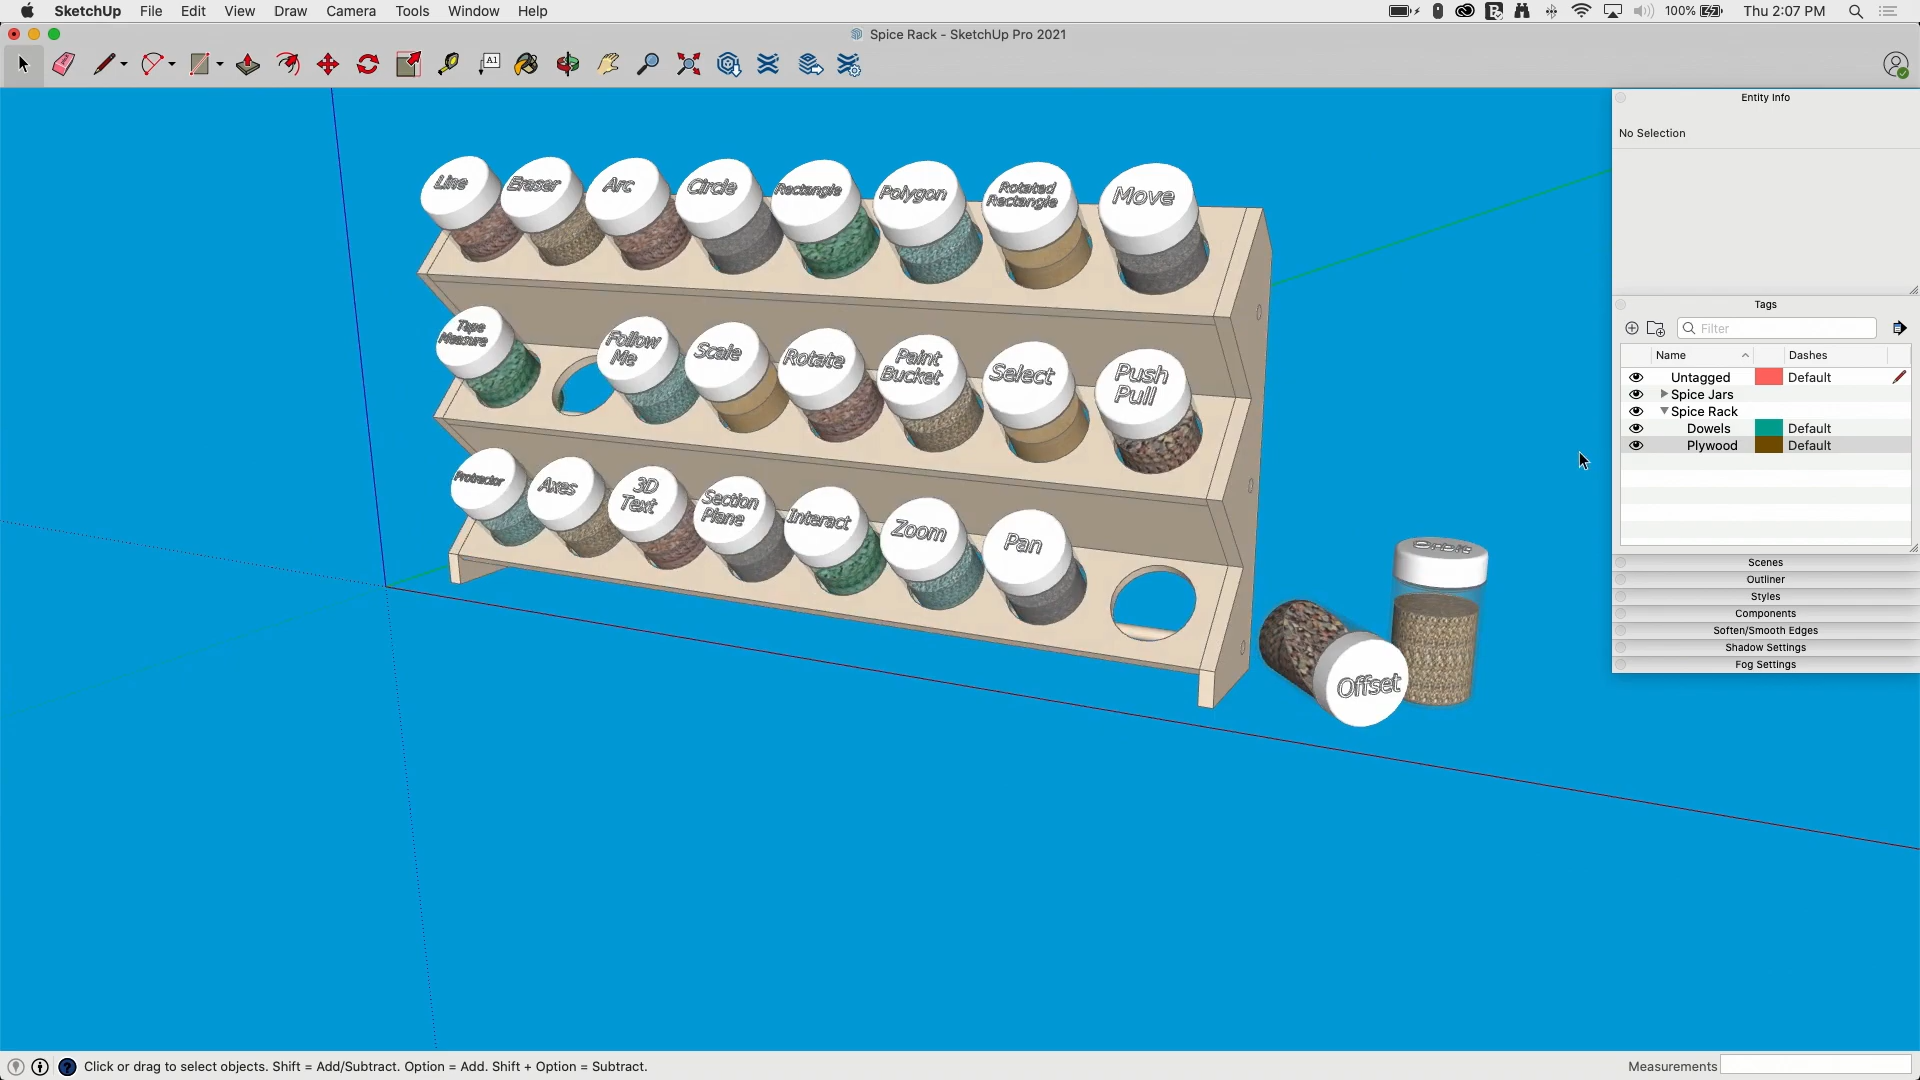 SketchUp File Edit View Draw Camera Tools Window Help 100% Thu 2:07 PM
Spice Rack - SketchUp Pro 2021
A1
Entity Info
No Selection
Tags
Filter
Name Dashes
Untagged Default
Spice Jars
Spice Rack
Dowels Default
Plywood Default
Scenes
Outliner
Styles
Components
Soften/Smooth Edges
Shadow Settings
Fog Settings
Line Eraser Arc Circle Rectangle Polygon Rotated Rectangle Move
Tape Measure Follow Me Scale Rotate Paint Bucket Select Push Pull
Protractor Axes 3D Text Section Plane Interact Zoom Pan
Orbit
Offset
Click or drag to select objects. Shift = Add/Subtract. Option = Add. Shift + Option = Subtract.
Measurements